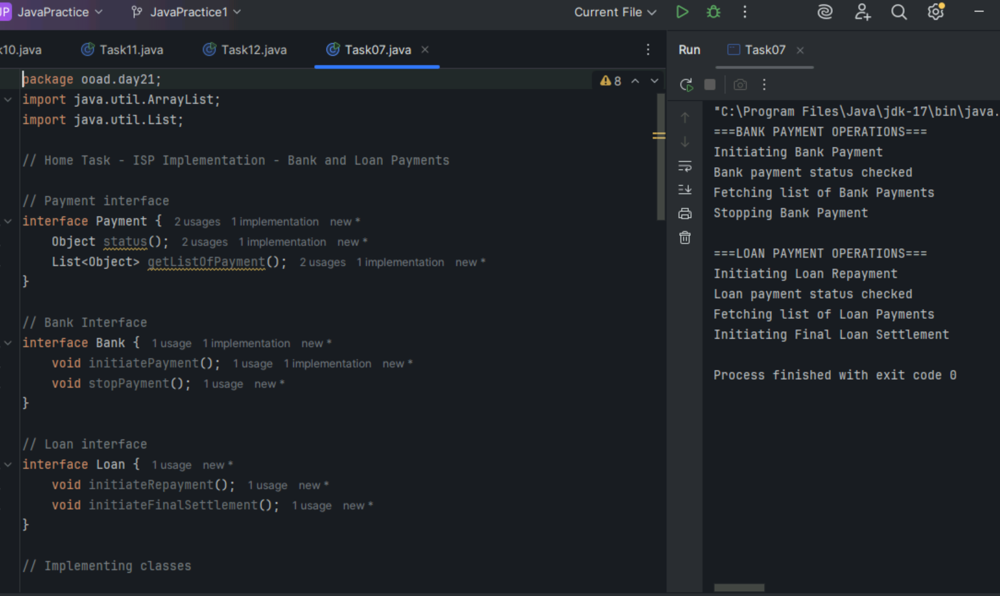 JP JavaPractice JavaPractice1 Current File
k10.java Task11.java Task12.java Task07.java
package ooad.day21;
import java.util.ArrayList;
import java.util.List;
// Home Task - ISP Implementation - Bank and Loan Payments
// Payment interface
interface Payment { 2 usages 1 implementation new *
Object status(); 2 usages 1 implementation new *
List<Object> getListOfPayment(); 2 usages 1 implementation new *
}
// Bank Interface
interface Bank { 1 usage 1 implementation new *
void initiatePayment(); 1 usage 1 implementation new *
void stopPayment(); 1 usage new *
}
// Loan interface
interface Loan { 1 usage new *
void initiateRepayment(); 1 usage new *
void initiateFinalSettlement(); 1 usage new *
}
// Implementing classes
8
Run Task07
"C:\Program Files\Java\jdk-17\bin\java.
===BANK PAYMENT OPERATIONS===
Initiating Bank Payment
Bank payment status checked
Fetching list of Bank Payments
Stopping Bank Payment
===LOAN PAYMENT OPERATIONS===
Initiating Loan Repayment
Loan payment status checked
Fetching list of Loan Payments
Initiating Final Loan Settlement
Process finished with exit code 0